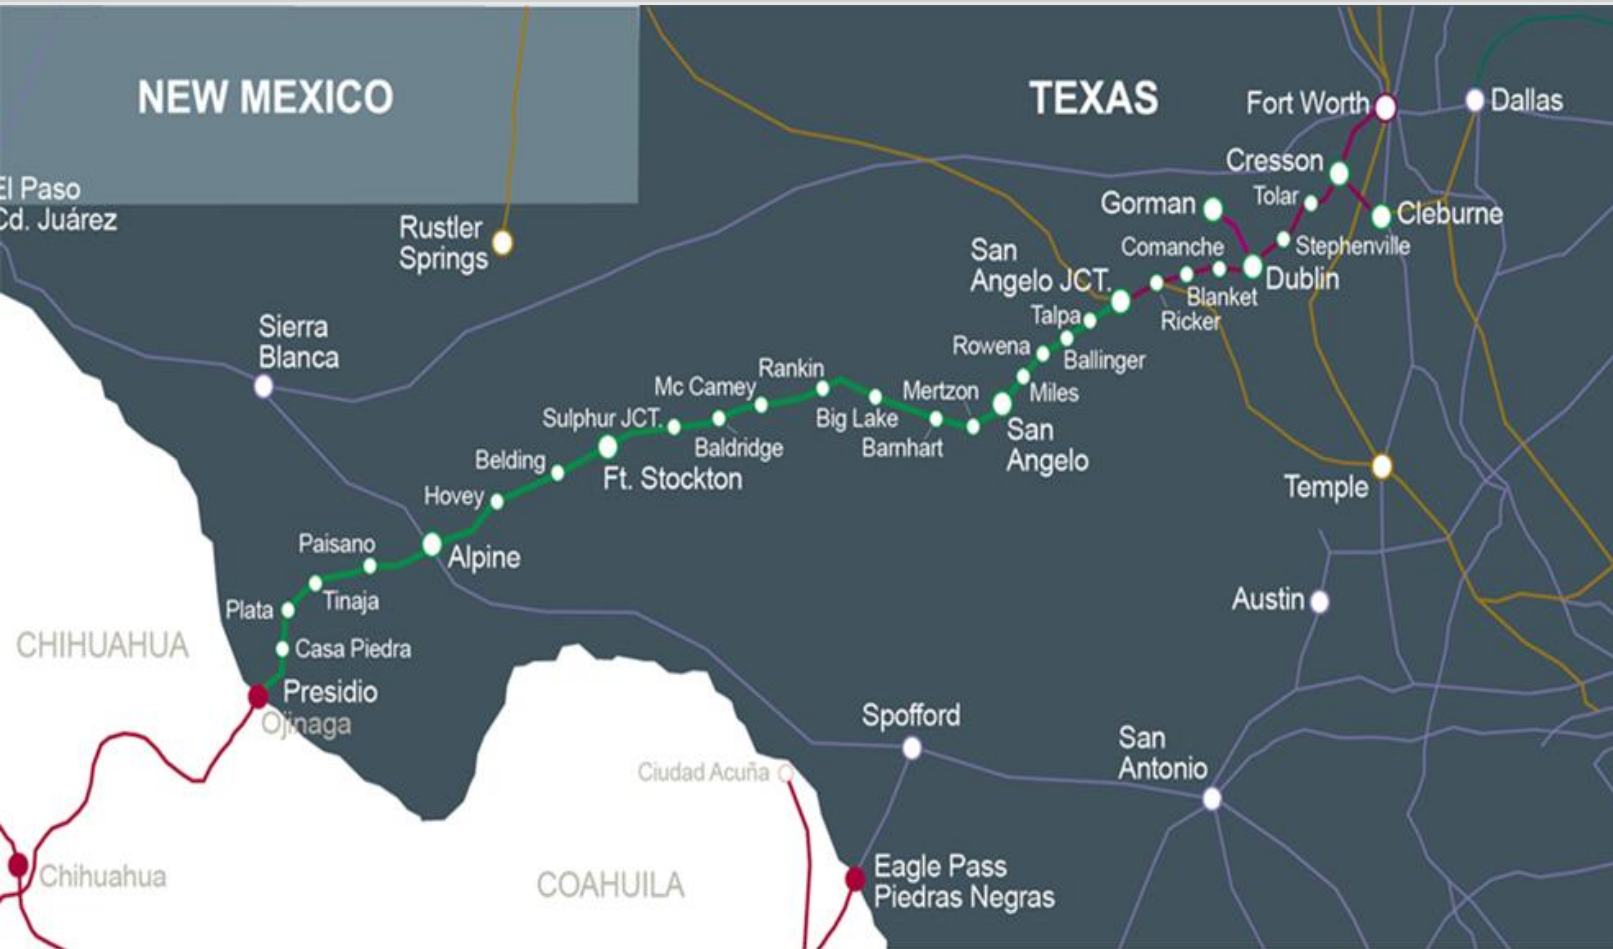 NEW MEXICO
TEXAS
Fort Worth
Dallas
Cresson
El Paso
Cd. Juárez
Tolar
Gorman
Cleburne
Rustler
Springs
Comanche
Stephenville
San
Angelo JCT.
Dublin
Blanket
Talpa
Ricker
Sierra
Blanca
Rowena
Ballinger
Rankin
Mc Camey
Mertzon
Miles
Sulphur JCT.
Big Lake
San
Angelo
Baldridge
Barnhart
Belding
Ft. Stockton
Temple
Hovey
Paisano
Alpine
Tinaja
Plata
Austin
CHIHUAHUA
Casa Piedra
Presidio
Ojinaga
Spofford
San
Antonio
Ciudad Acuña
Chihuahua
COAHUILA
Eagle Pass
Piedras Negras